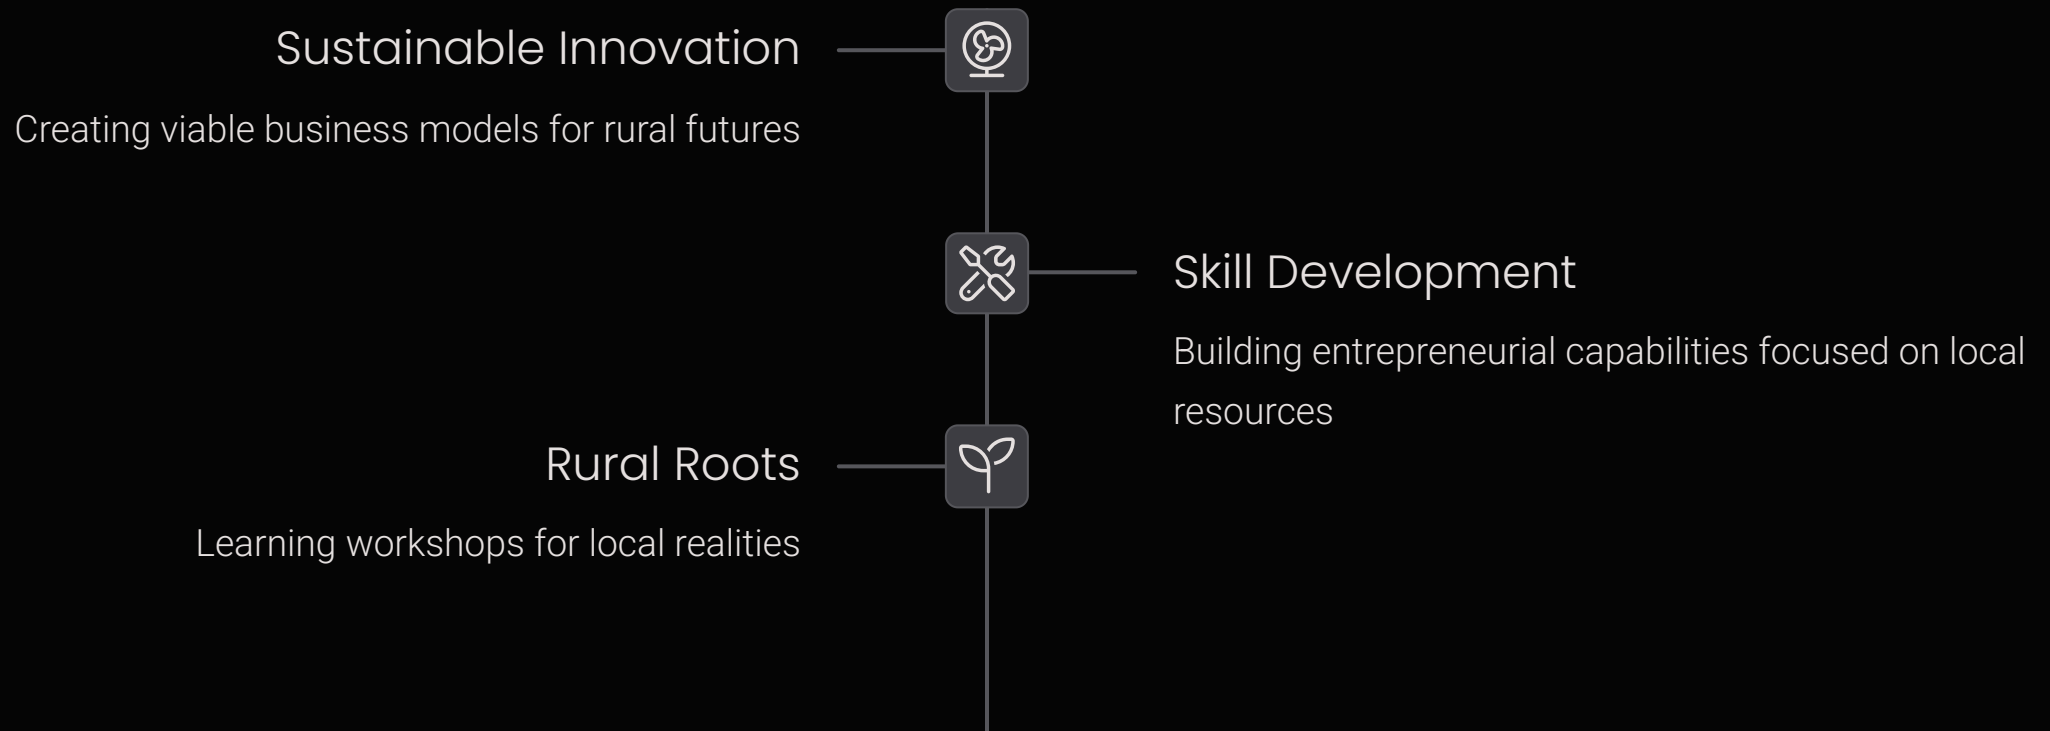 Sustainable Innovation
Creating viable business models for rural futures
Skill Development
Building entrepreneurial capabilities focused on local
resources
Rural Roots
Learning workshops for local realities